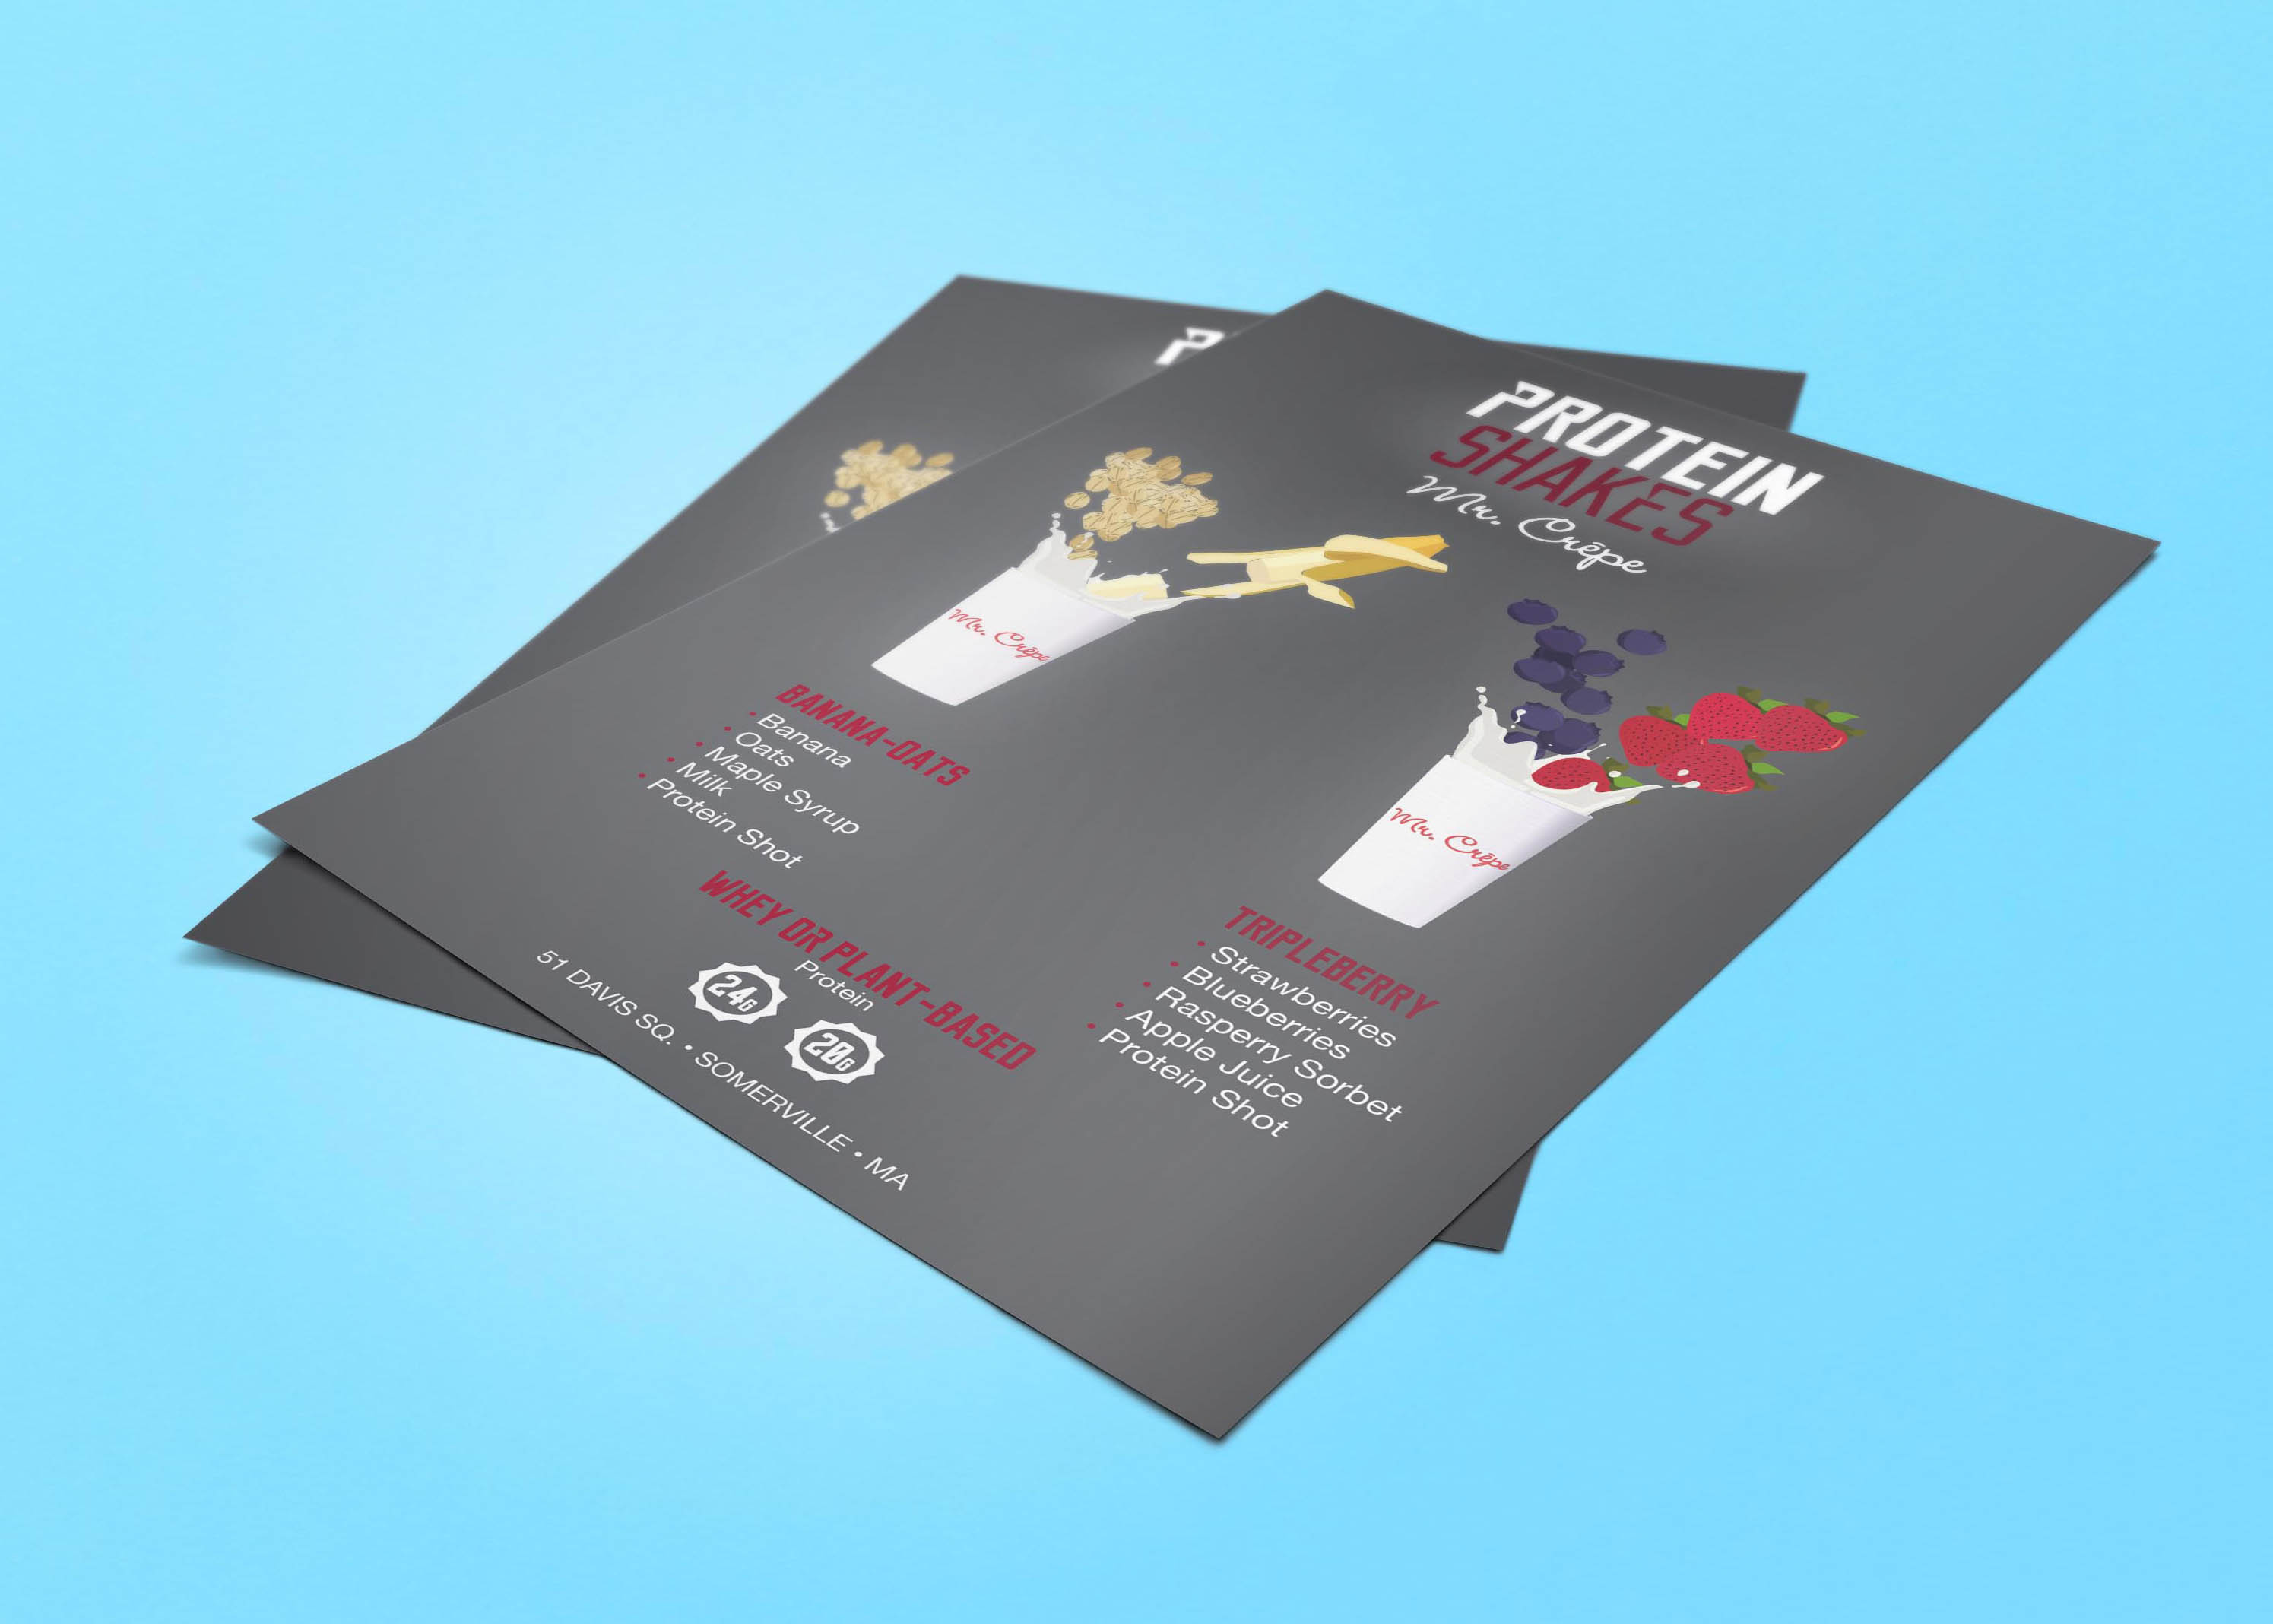 P
PROTEIN
SHAKES
Mr. Crêpe
Mr. Crêpe
BANANA-OATS
• Banana
• Oats
• Maple Syrup
• Milk
• Protein Shot
Mr. Crêpe
TRIPLEBERRY
• Strawberries
• Blueberries
• Rasperry Sorbet
• Apple Juice
• Protein Shot
WHEY OR PLANT-BASED
Protein
24G
20G
51 DAVIS SQ. • SOMERVILLE • MA